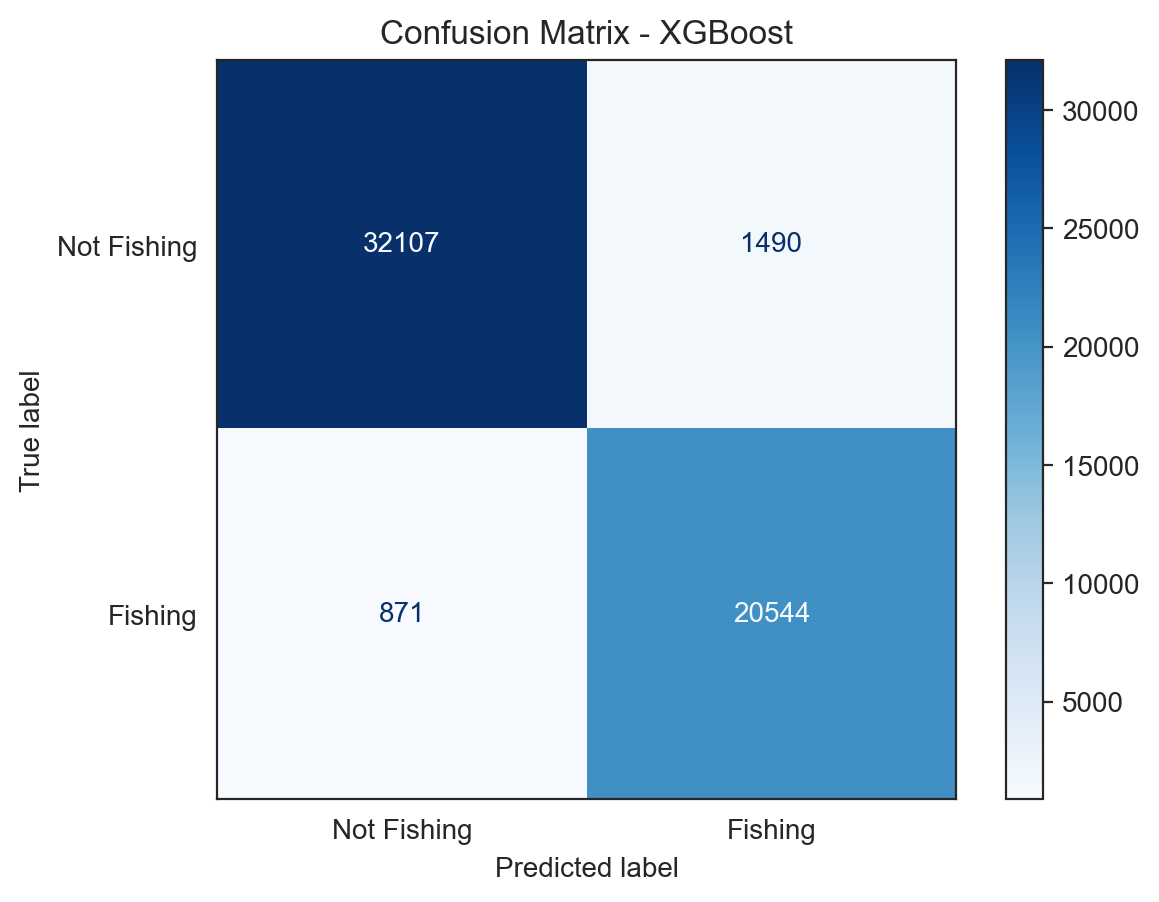 Confusion Matrix - XGBoost
True label
Not Fishing
32107
1490
Fishing
871
20544
Not Fishing
Fishing
Predicted label
30000
25000
20000
15000
10000
5000